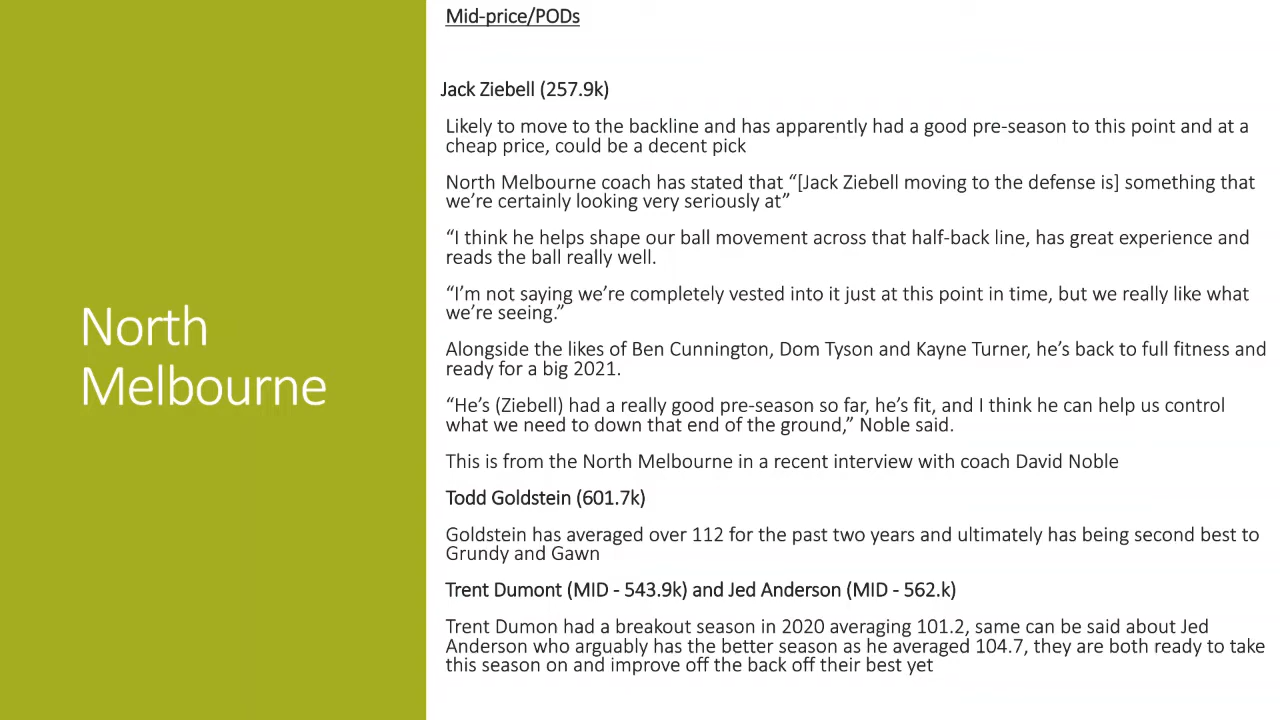 North
Melbourne
Mid-price/PODs
Jack Ziebell (257.9k)
Likely to move to the backline and has apparently had a good pre-season to this point and at a
cheap price, could be a decent pick
North Melbourne coach has stated that “[Jack Ziebell moving to the defense is] something that
we’re certainly looking very seriously at”
“I think he helps shape our ball movement across that half-back line, has great experience and
reads the ball really well.
“I’m not saying we’re completely vested into it just at this point in time, but we really like what
we’re seeing.”
Alongside the likes of Ben Cunnington, Dom Tyson and Kayne Turner, he’s back to full fitness and
ready for a big 2021.
“He’s (Ziebell) had a really good pre-season so far, he’s fit, and I think he can help us control
what we need to down that end of the ground,” Noble said.
This is from the North Melbourne in a recent interview with coach David Noble
Todd Goldstein (601.7k)
Goldstein has averaged over 112 for the past two years and ultimately has being second best to
Grundy and Gawn
Trent Dumont (MID - 543.9k) and Jed Anderson (MID - 562.k)
Trent Dumon had a breakout season in 2020 averaging 101.2, same can be said about Jed
Anderson who arguably has the better season as he averaged 104.7, they are both ready to take
this season on and improve off the back off their best yet